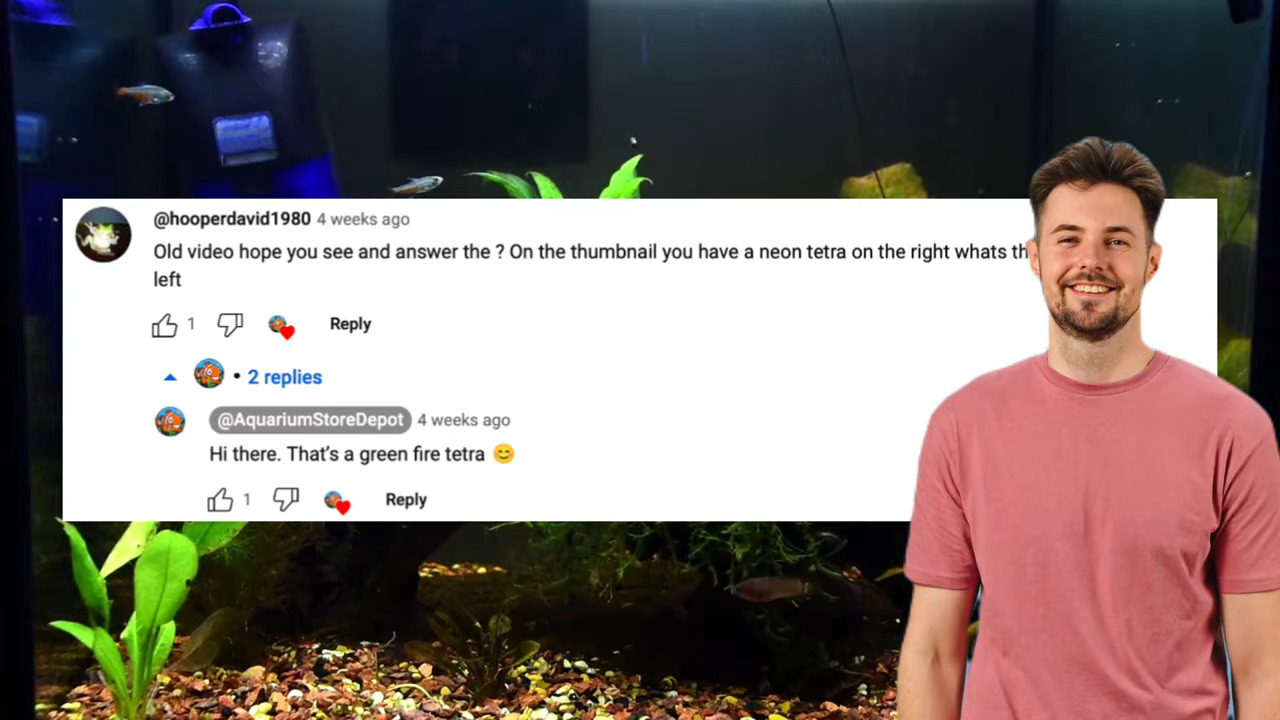 @hooperdavid1980 4 weeks ago
Old video hope you see and answer the ? On the thumbnail you have a neon tetra on the right whats
left
1 Reply
2 replies
@AquariumStoreDepot 4 weeks ago
Hi there. That's a green fire tetra 😊
1 Reply